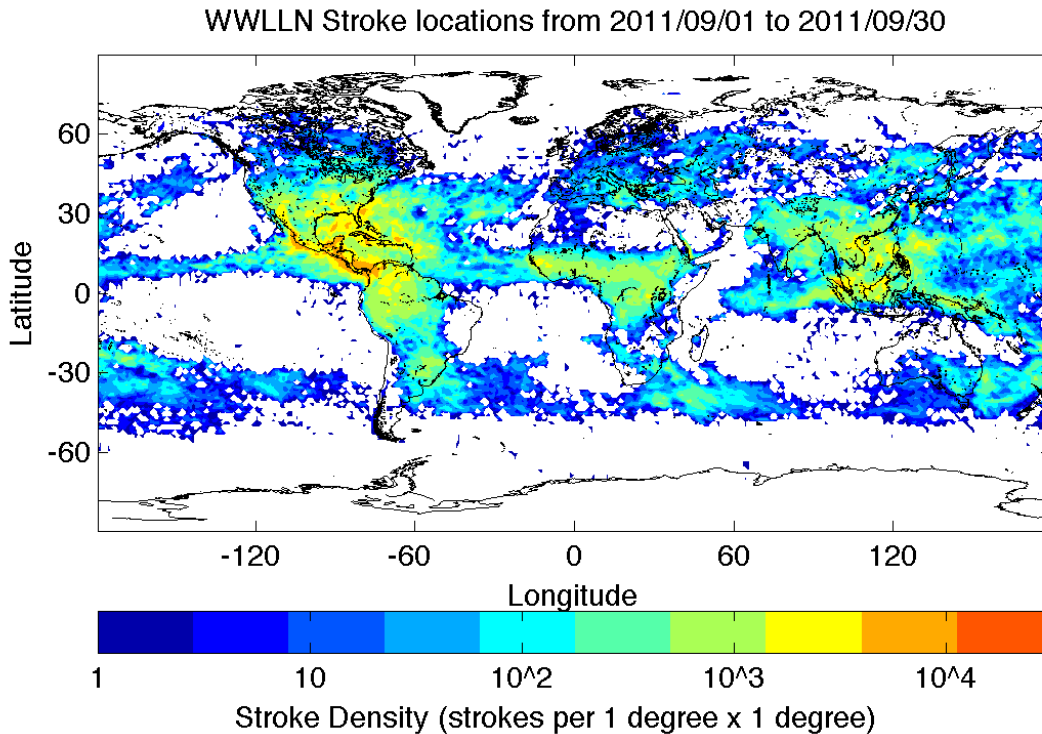 WWLLN Stroke locations from 2011/09/01 to 2011/09/30
60
30
0
-30
-60
Latitude
-120 -60 0 60 120
Longitude
1 10 10^2 10^3 10^4
Stroke Density (strokes per 1 degree x 1 degree)